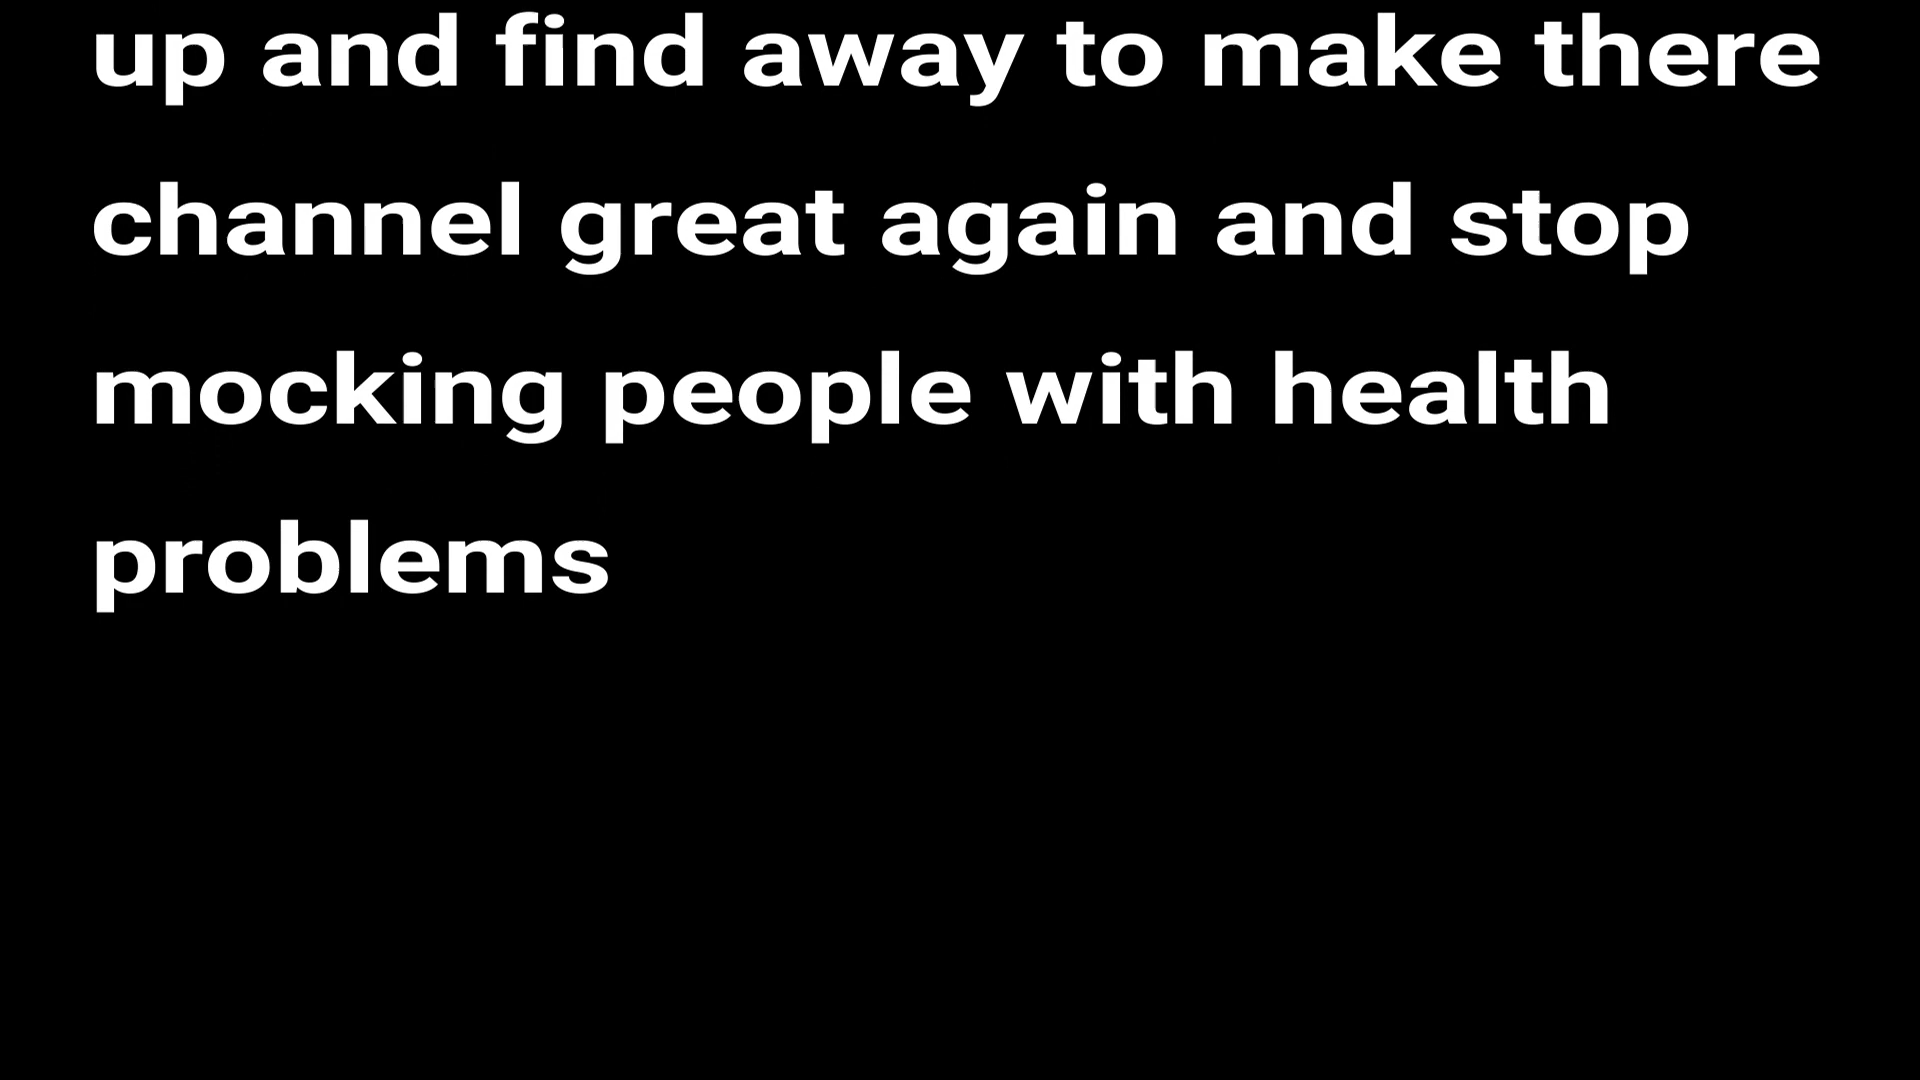 up and find away to make there
channel great again and stop
mocking people with health
problems